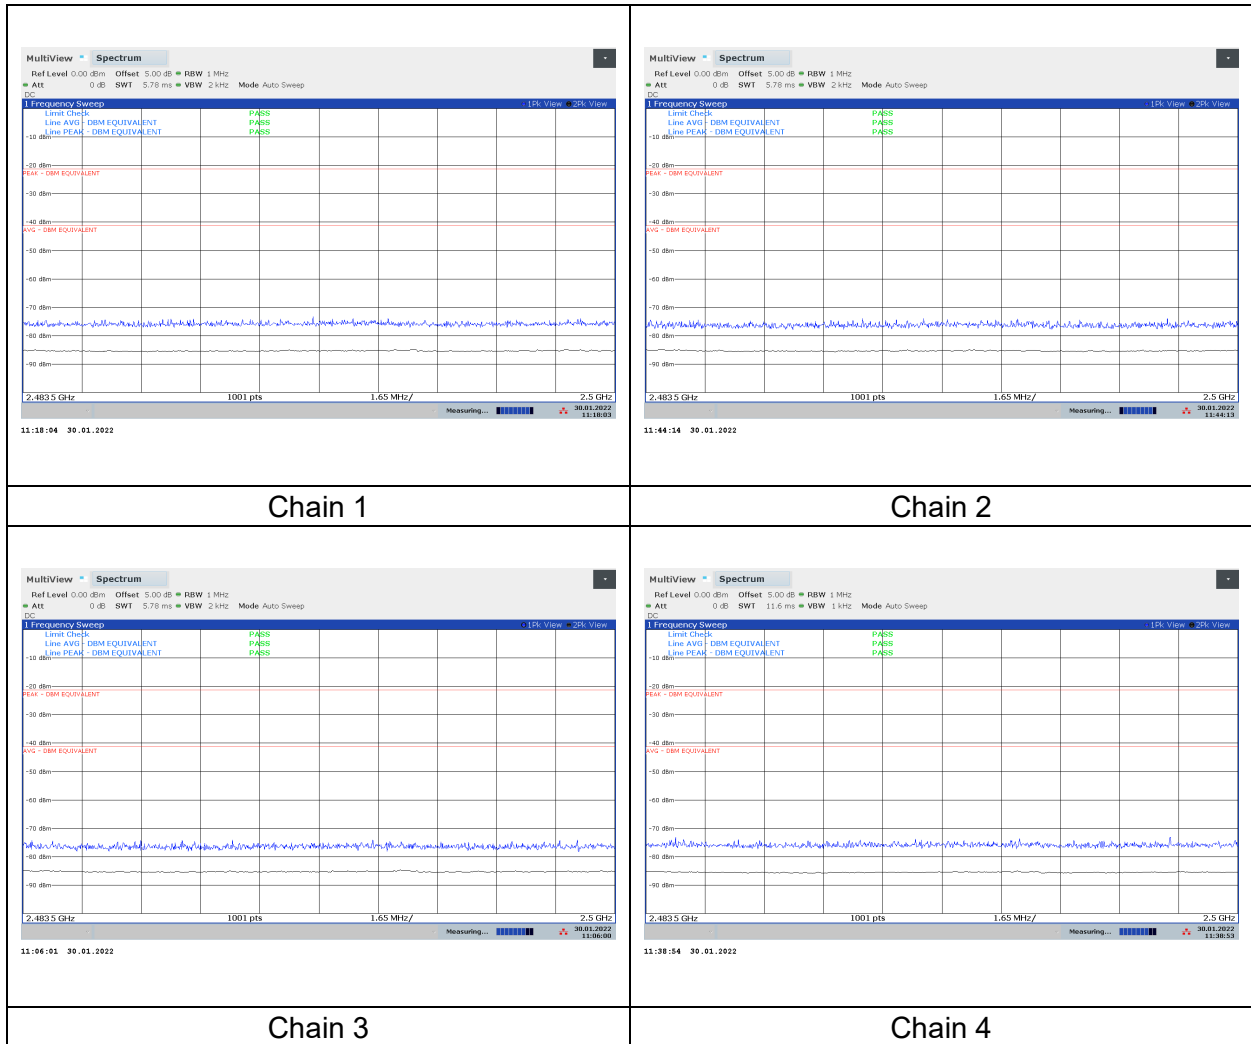 MultiView Spectrum
Ref Level 0.00 dBm Offset 5.00 dB RBW 1 MHz
Att 0 dB SWT 5.78 ms VBW 2 kHz Mode Auto Sweep
DC
1 Frequency Sweep 1Pk View 2Pk View
Limit Check PASS
Line AVG - DBM EQUIVALENT PASS
Line PEAK - DBM EQUIVALENT PASS
-10 dBm
-20 dBm
PEAK - DBM EQUIVALENT
-30 dBm
-40 dBm
AVG - DBM EQUIVALENT
-50 dBm
-60 dBm
-70 dBm
-80 dBm
-90 dBm
2.4835 GHz 1001 pts 1.65 MHz/ 2.5 GHz
Measuring... 30.01.2022
11:18:03
11:18:04 30.01.2022
Chain 1
MultiView Spectrum
Ref Level 0.00 dBm Offset 5.00 dB RBW 1 MHz
Att 0 dB SWT 5.78 ms VBW 2 kHz Mode Auto Sweep
DC
1 Frequency Sweep 1Pk View 2Pk View
Limit Check PASS
Line AVG - DBM EQUIVALENT PASS
Line PEAK - DBM EQUIVALENT PASS
-10 dBm
-20 dBm
PEAK - DBM EQUIVALENT
-30 dBm
-40 dBm
AVG - DBM EQUIVALENT
-50 dBm
-60 dBm
-70 dBm
-80 dBm
-90 dBm
2.4835 GHz 1001 pts 1.65 MHz/ 2.5 GHz
Measuring... 30.01.2022
11:44:13
11:44:14 30.01.2022
Chain 2
MultiView Spectrum
Ref Level 0.00 dBm Offset 5.00 dB RBW 1 MHz
Att 0 dB SWT 5.78 ms VBW 2 kHz Mode Auto Sweep
DC
1 Frequency Sweep 1Pk View 2Pk View
Limit Check PASS
Line AVG - DBM EQUIVALENT PASS
Line PEAK - DBM EQUIVALENT PASS
-10 dBm
-20 dBm
PEAK - DBM EQUIVALENT
-30 dBm
-40 dBm
AVG - DBM EQUIVALENT
-50 dBm
-60 dBm
-70 dBm
-80 dBm
-90 dBm
2.4835 GHz 1001 pts 1.65 MHz/ 2.5 GHz
Measuring... 30.01.2022
11:06:00
11:06:01 30.01.2022
Chain 3
MultiView Spectrum
Ref Level 0.00 dBm Offset 5.00 dB RBW 1 MHz
Att 0 dB SWT 11.6 ms VBW 1 kHz Mode Auto Sweep
DC
1 Frequency Sweep 1Pk View 2Pk View
Limit Check PASS
Line AVG - DBM EQUIVALENT PASS
Line PEAK - DBM EQUIVALENT PASS
-10 dBm
-20 dBm
PEAK - DBM EQUIVALENT
-30 dBm
-40 dBm
AVG - DBM EQUIVALENT
-50 dBm
-60 dBm
-70 dBm
-80 dBm
-90 dBm
2.4835 GHz 1001 pts 1.65 MHz/ 2.5 GHz
Measuring... 30.01.2022
11:38:53
11:38:54 30.01.2022
Chain 4